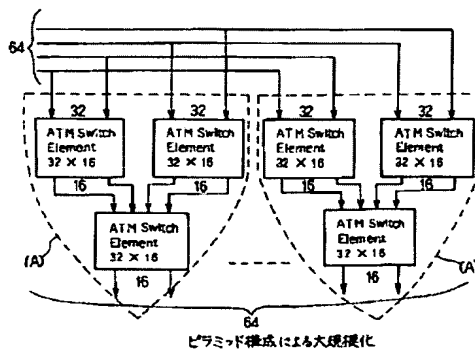 64
32
32
32
32
ATM Switch
Element
32 × 16
ATM Switch
Element
32 × 16
ATM Switch
Element
32 × 16
ATM Switch
Element
32 × 16
16
16
16
16
ATM Switch
Element
32 × 16
ATM Switch
Element
32 × 16
(A)
(A)
16
16
64
ピラミッド構成による大規模化